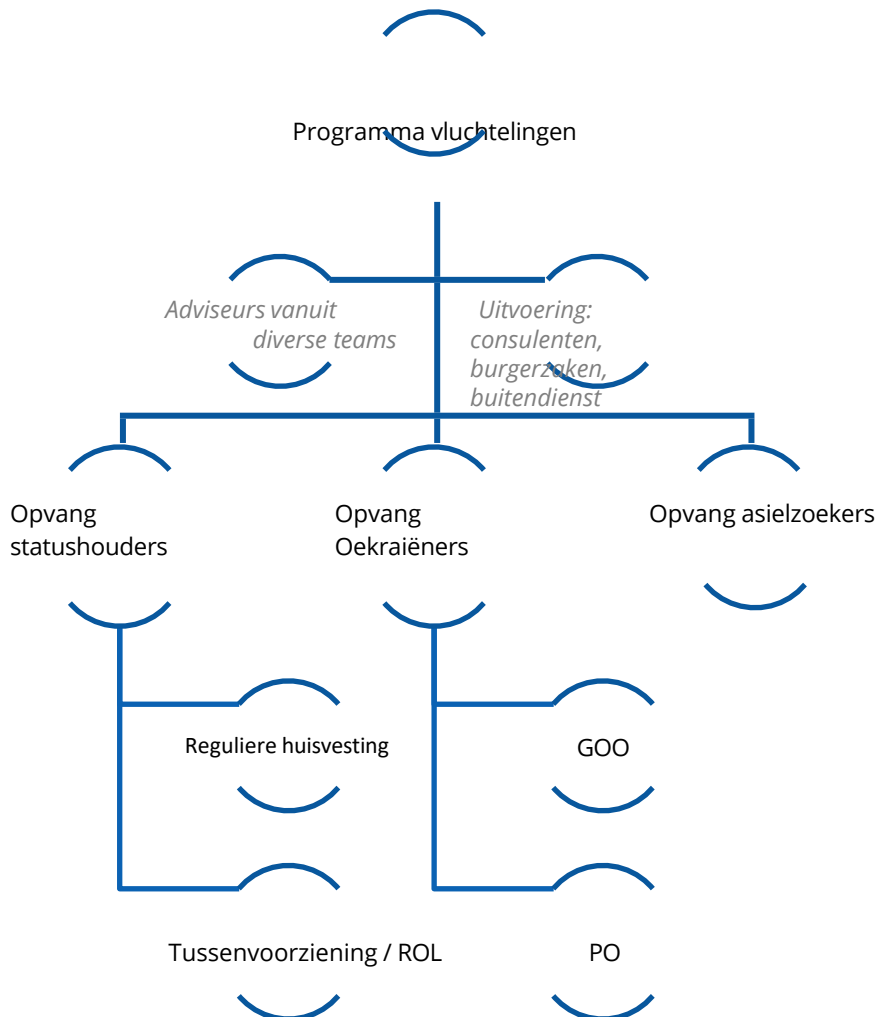 Programma vluchtelingen
Adviseurs vanuit
diverse teams
Uitvoering:
consulenten,
burgerzaken,
buitendienst
Opvang
statushouders
Opvang
Oekraiëners
Opvang asielzoekers
Reguliere huisvesting
GOO
Tussenvoorziening / ROL
PO